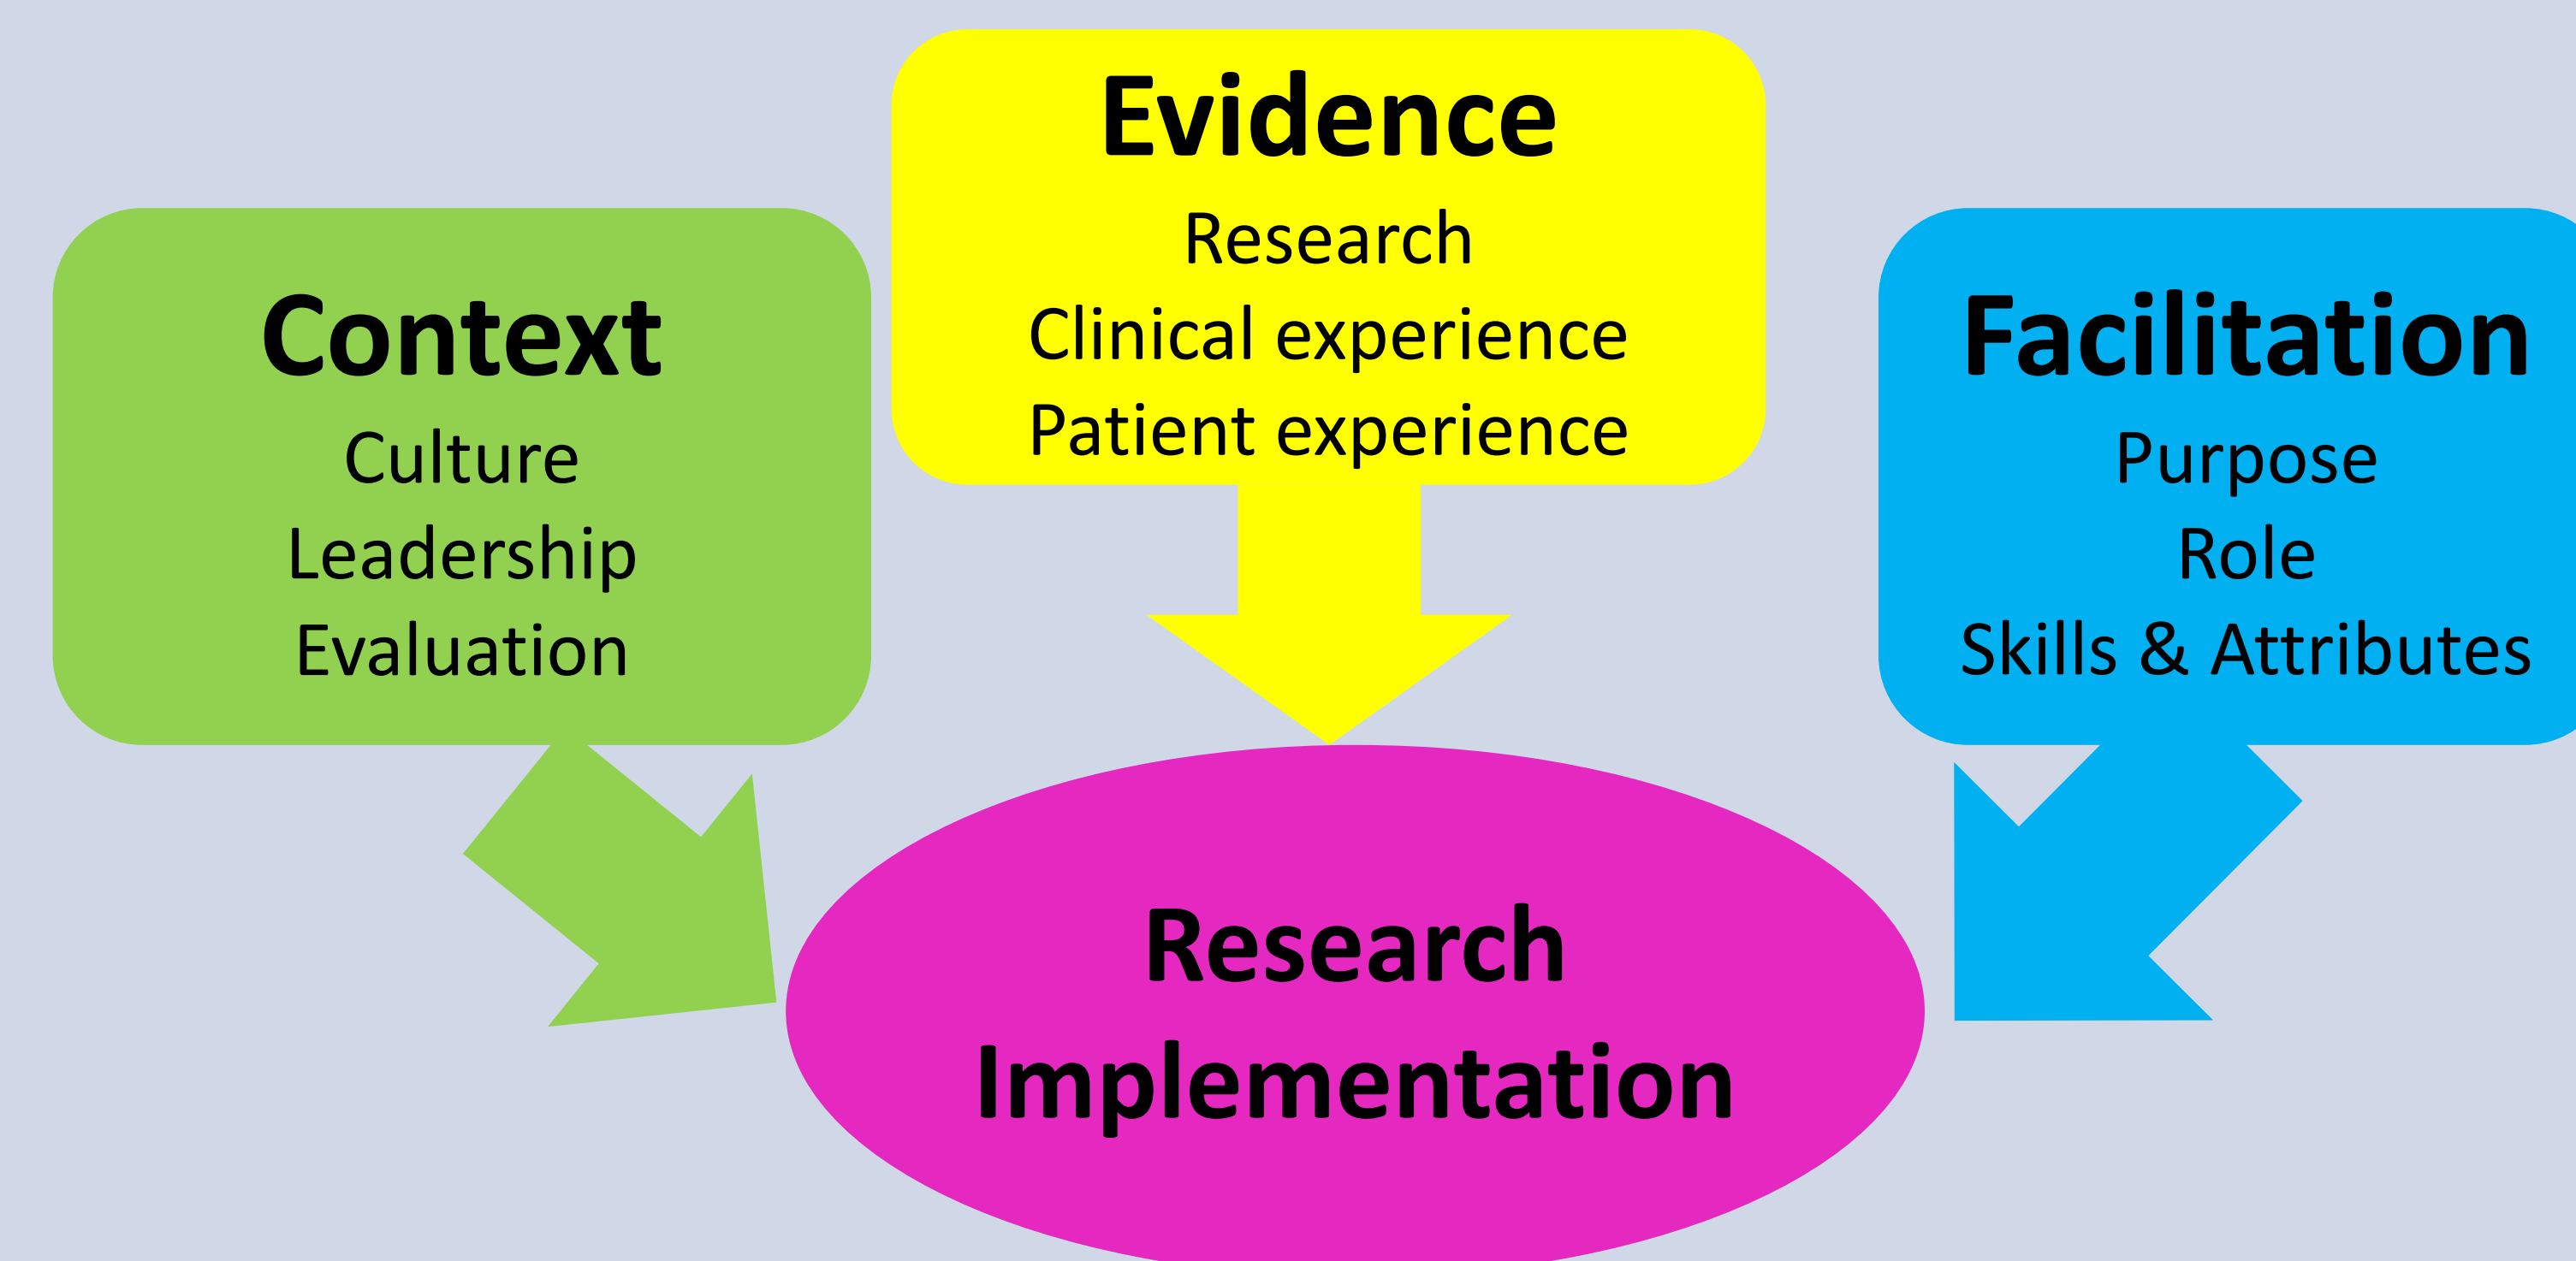 Context
Culture
Leadership
Evaluation
Evidence
Research
Clinical experience
Patient experience
Facilitation
Purpose
Role
Skills & Attributes
Research
Implementation